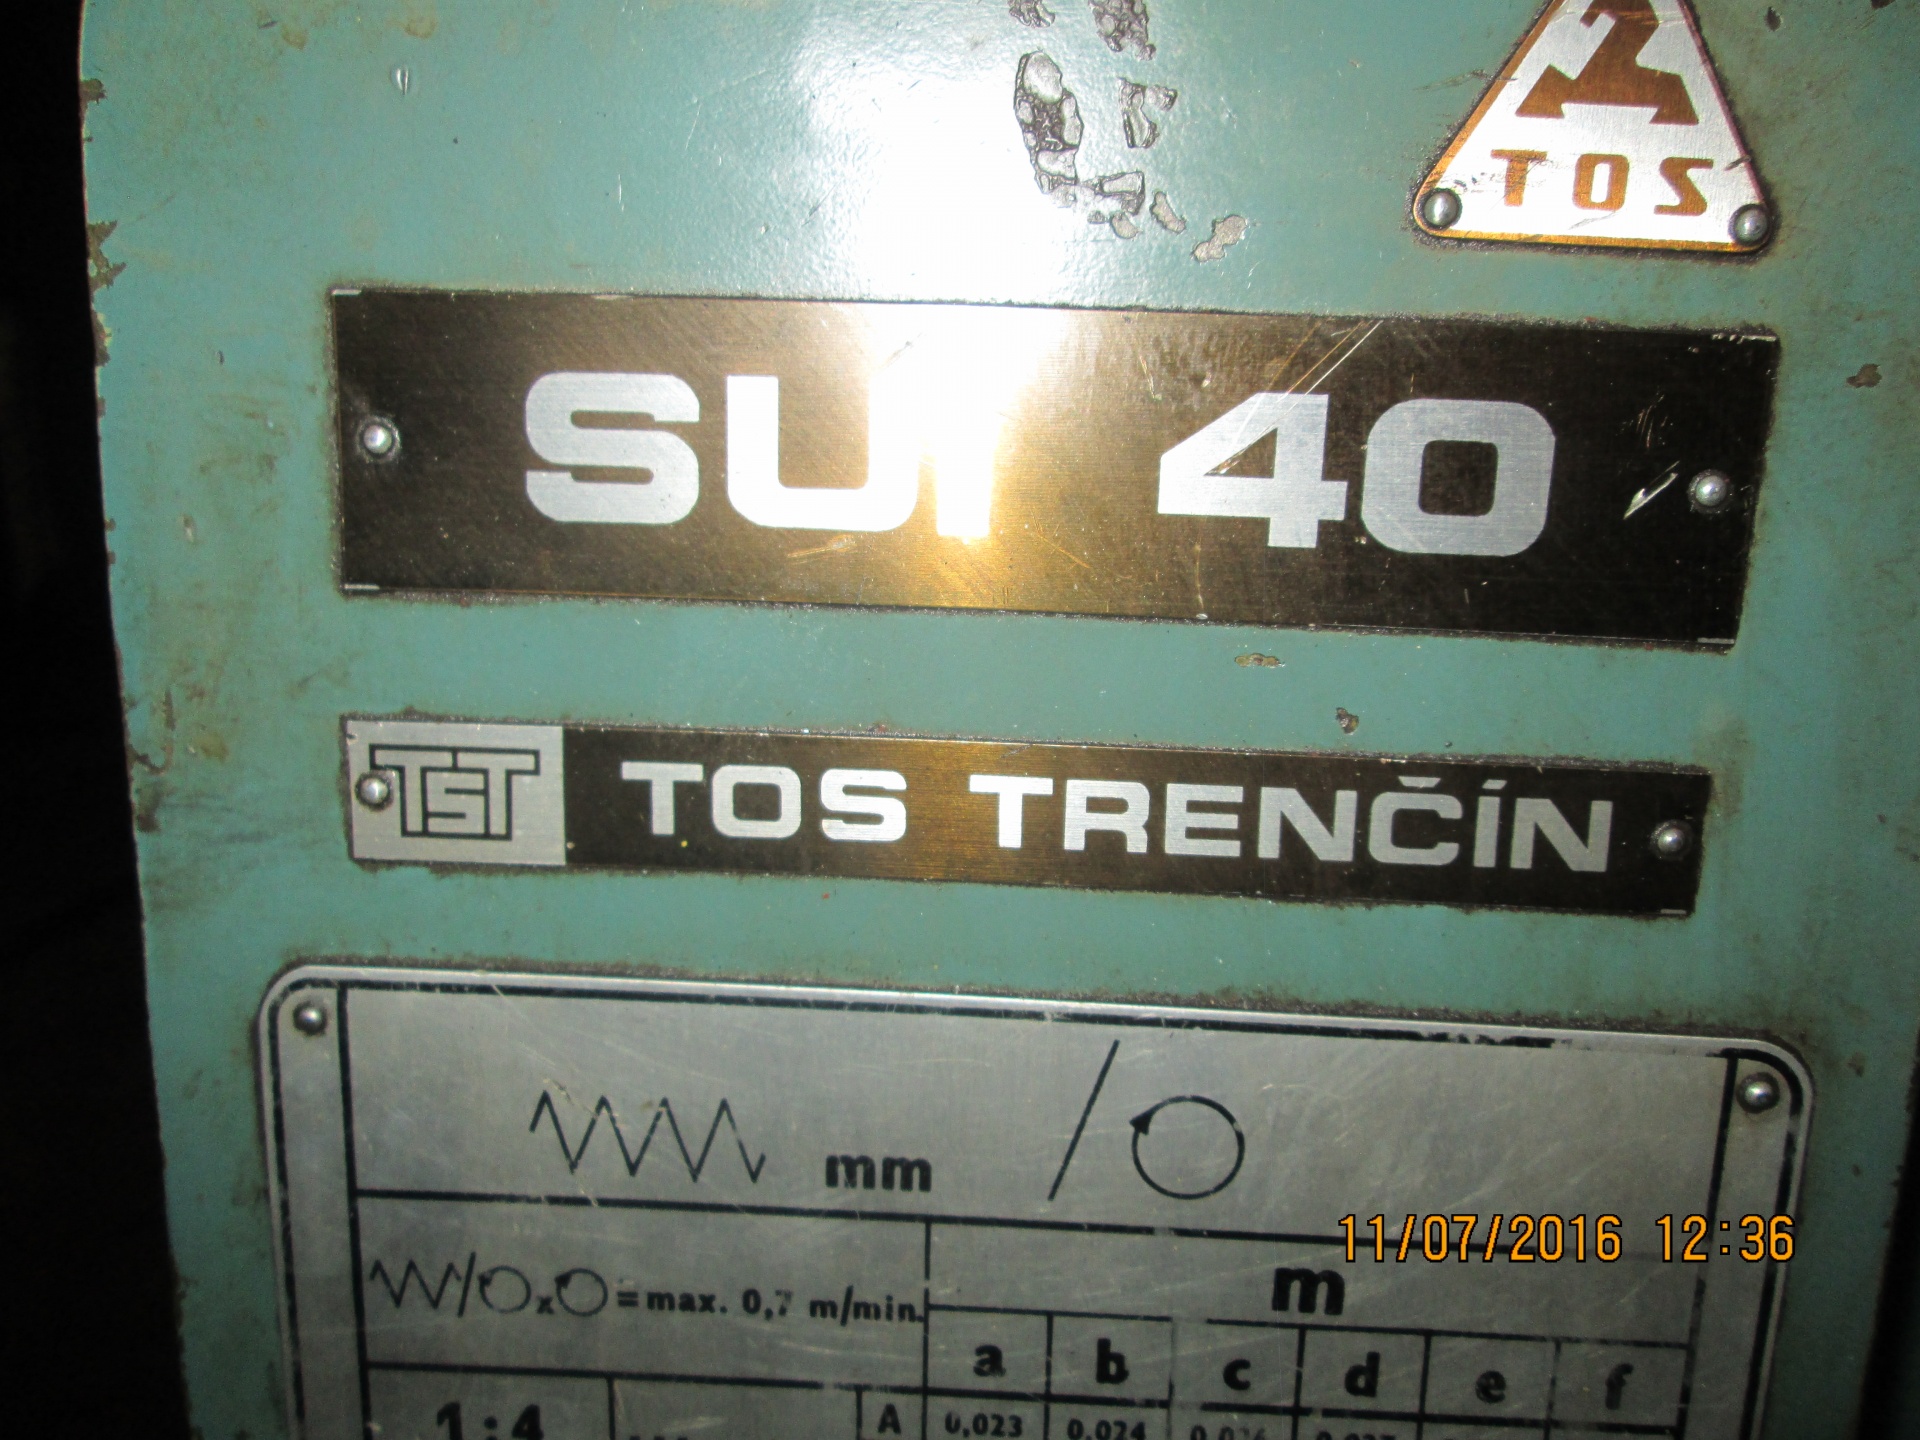 TOS
40
TST TOS TRENČÍN
mm /
= max. 0,7 m/min.
m
11/07/2016 12:36
a b c d e f
1:4 A 0,023 0,024